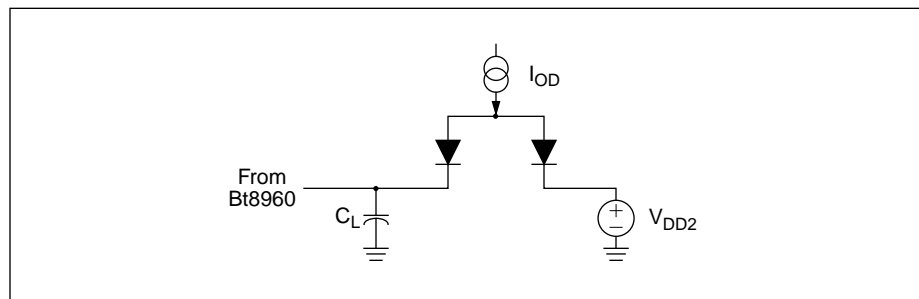 I_OD
From
Bt8960
C_L
+
−
V_DD2